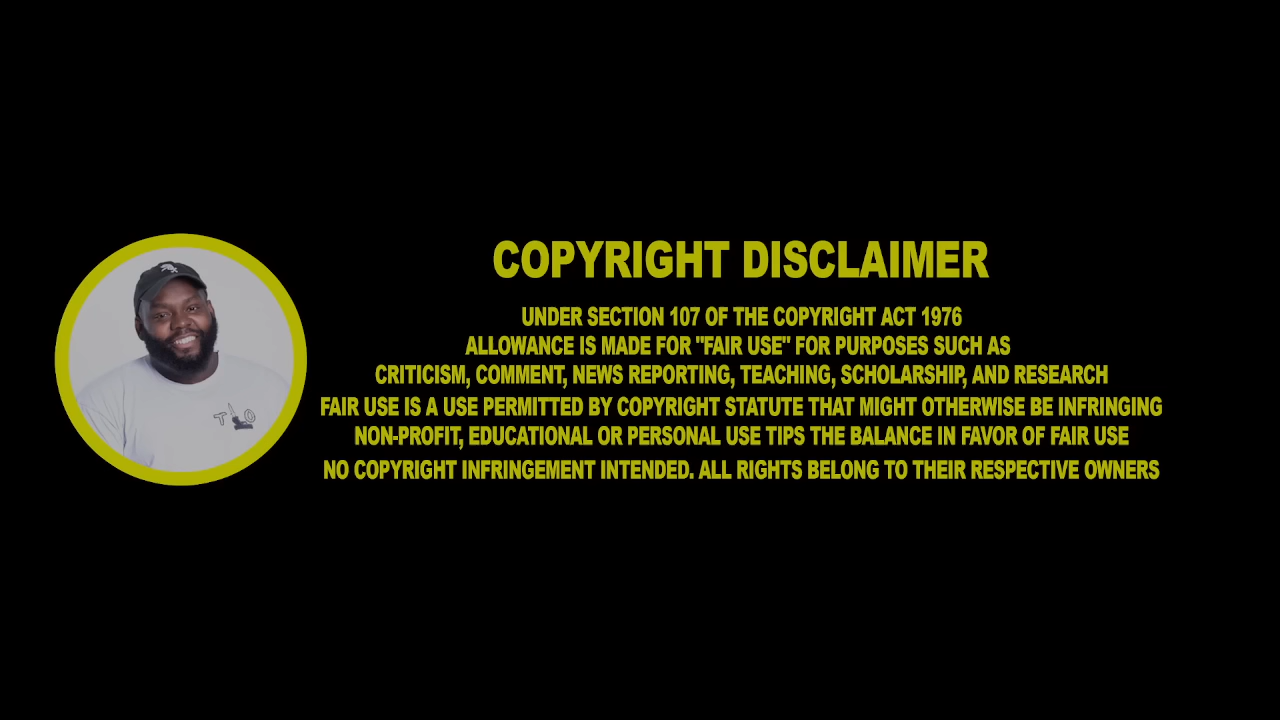 COPYRIGHT DISCLAIMER
UNDER SECTION 107 OF THE COPYRIGHT ACT 1976
ALLOWANCE IS MADE FOR "FAIR USE" FOR PURPOSES SUCH AS
CRITICISM, COMMENT, NEWS REPORTING, TEACHING, SCHOLARSHIP, AND RESEARCH
FAIR USE IS A USE PERMITTED BY COPYRIGHT STATUTE THAT MIGHT OTHERWISE BE INFRINGING
NON-PROFIT, EDUCATIONAL OR PERSONAL USE TIPS THE BALANCE IN FAVOR OF FAIR USE
NO COPYRIGHT INFRINGEMENT INTENDED. ALL RIGHTS BELONG TO THEIR RESPECTIVE OWNERS